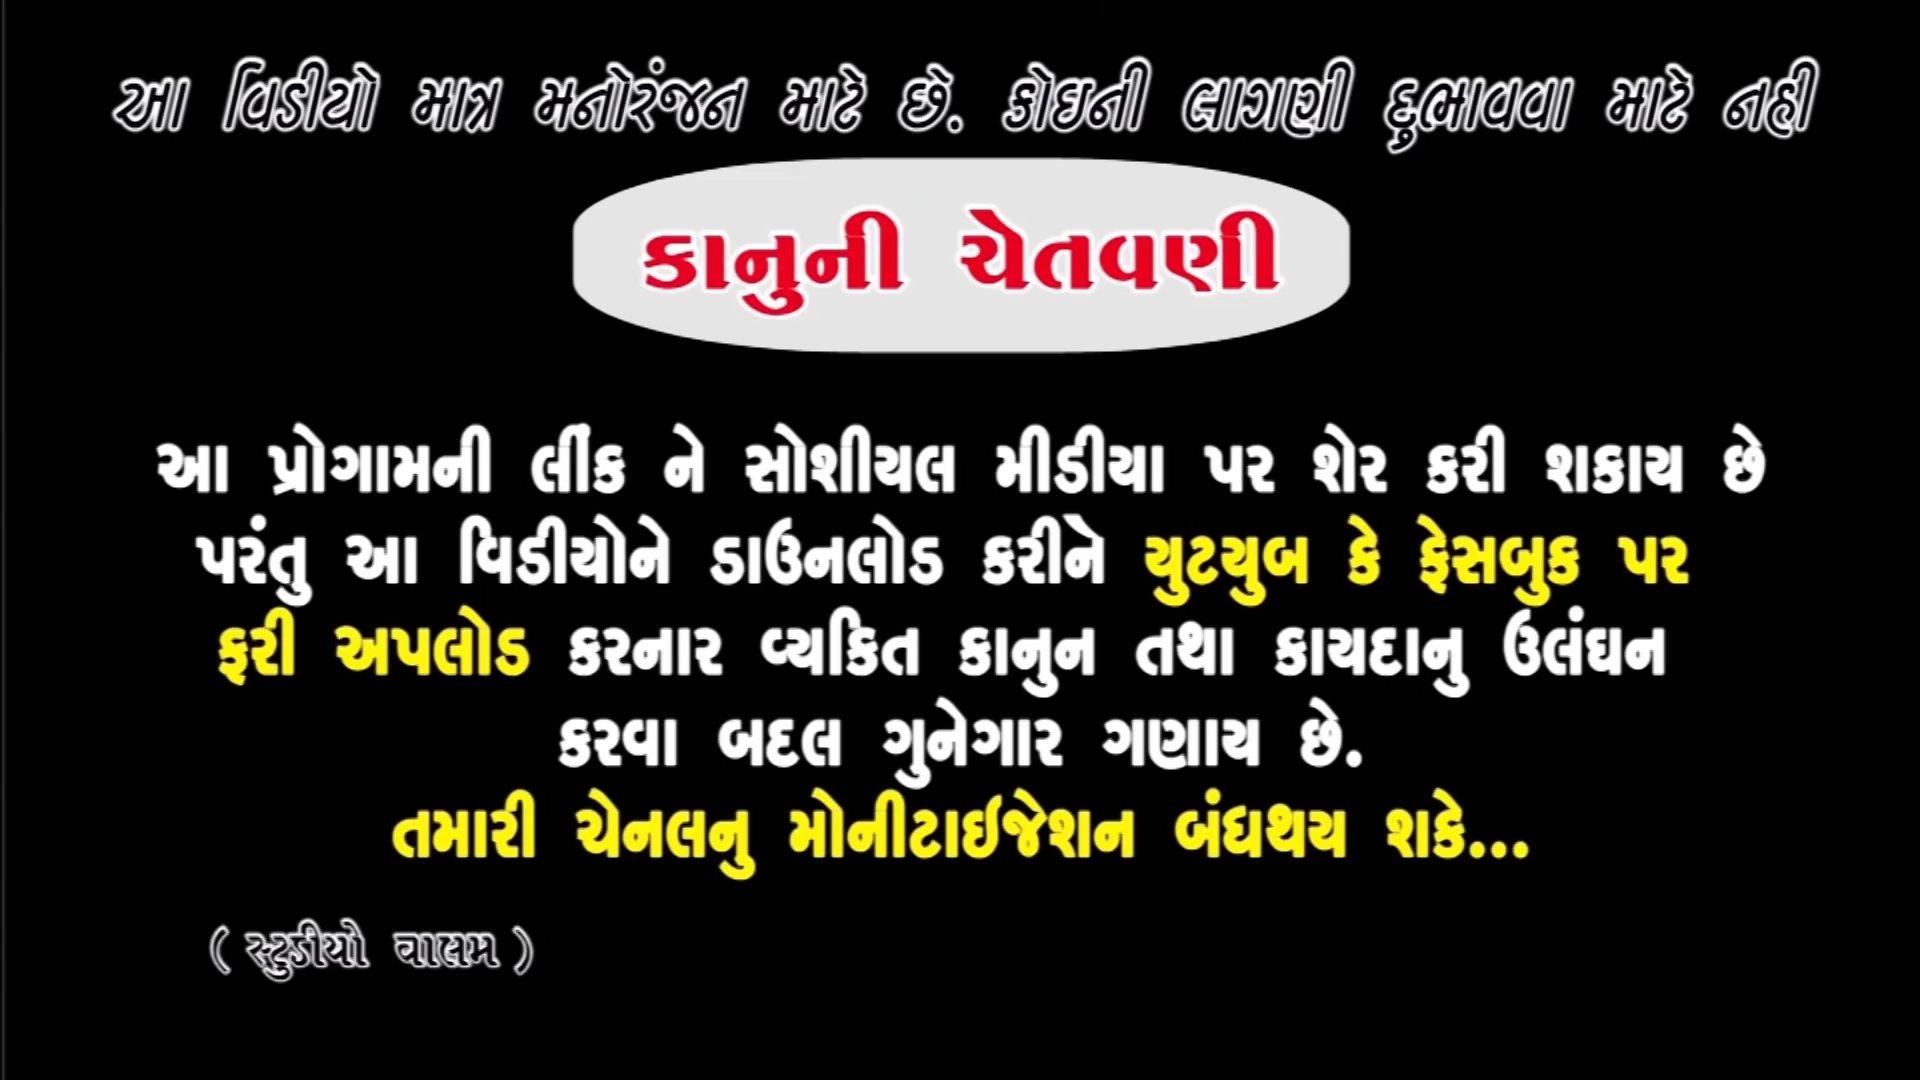 આ વિડીયો માત્ર મનોરંજન માટે છે. કોઇની લાગણી દુભાવવા માટે નહી
કાનુની ચેતવણી
આ પ્રોગામની લીંક ને સોશીયલ મીડીયા પર શેર કરી શકાય છે
પરંતુ આ વિડીયોને ડાઉનલોડ કરીને યુટયુબ કે ફેસબુક પર
ફરી અપલોડ કરનાર વ્યકિત કાનુન તથા કાયદાનુ ઉલંઘન
કરવા બદલ ગુનેગાર ગણાય છે.
તમારી ચેનલનુ મોનીટાઇજેશન બંધથય શકે...
( સ્ટુડીયો વાલમ )